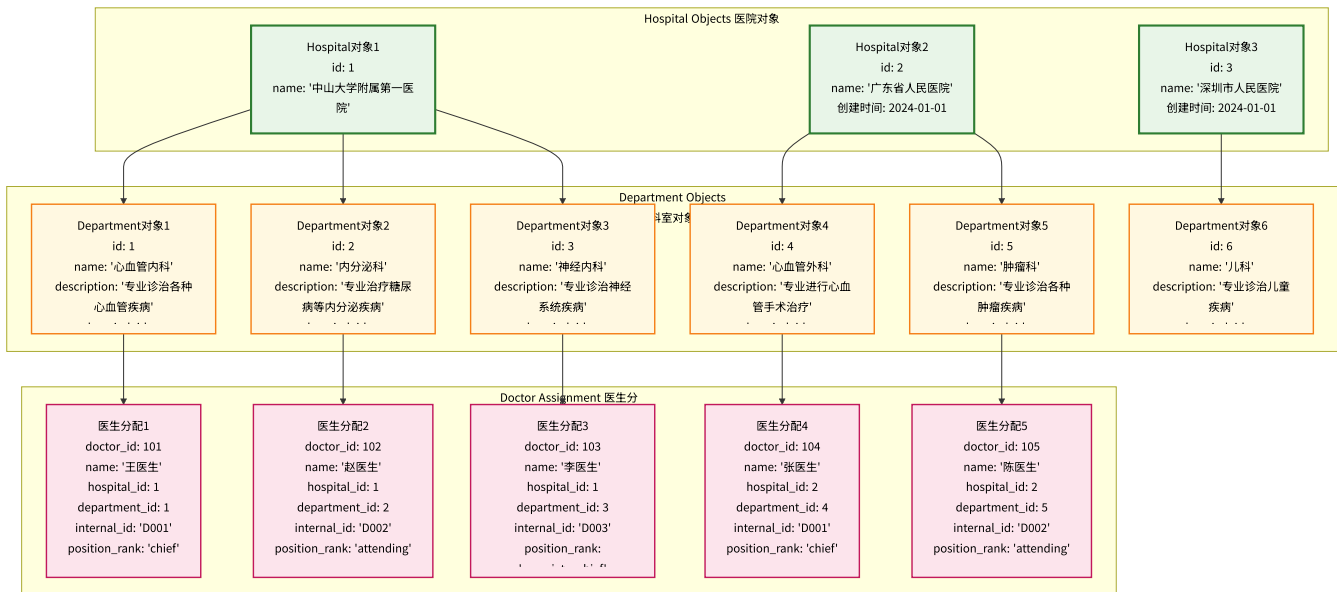 Hospital Objects 医院对象
Hospital对象1
id: 1
name: '中山大学附属第一医
院'
Hospital对象2
id: 2
name: '广东省人民医院'
创建时间: 2024-01-01
Hospital对象3
id: 3
name: '深圳市人民医院'
创建时间: 2024-01-01
Department Objects
科室对象
Department对象1
id: 1
name: '心血管内科'
description: '专业诊治各种
心血管疾病'
Department对象2
id: 2
name: '内分泌科'
description: '专业治疗糖尿
病等内分泌疾病'
Department对象3
id: 3
name: '神经内科'
description: '专业诊治神经
系统疾病'
Department对象4
id: 4
name: '心血管外科'
description: '专业进行心血
管手术治疗'
Department对象5
id: 5
name: '肿瘤科'
description: '专业诊治各种
肿瘤疾病'
Department对象6
id: 6
name: '儿科'
description: '专业诊治儿童
疾病'
Doctor Assignment 医生分
医生分配1
doctor_id: 101
name: '王医生'
hospital_id: 1
department_id: 1
internal_id: 'D001'
position_rank: 'chief'
医生分配2
doctor_id: 102
name: '赵医生'
hospital_id: 1
department_id: 2
internal_id: 'D002'
position_rank: 'attending'
医生分配3
doctor_id: 103
name: '李医生'
hospital_id: 1
department_id: 3
internal_id: 'D003'
position_rank:
医生分配4
doctor_id: 104
name: '张医生'
hospital_id: 2
department_id: 4
internal_id: 'D001'
position_rank: 'chief'
医生分配5
doctor_id: 105
name: '陈医生'
hospital_id: 2
department_id: 5
internal_id: 'D002'
position_rank: 'attending'